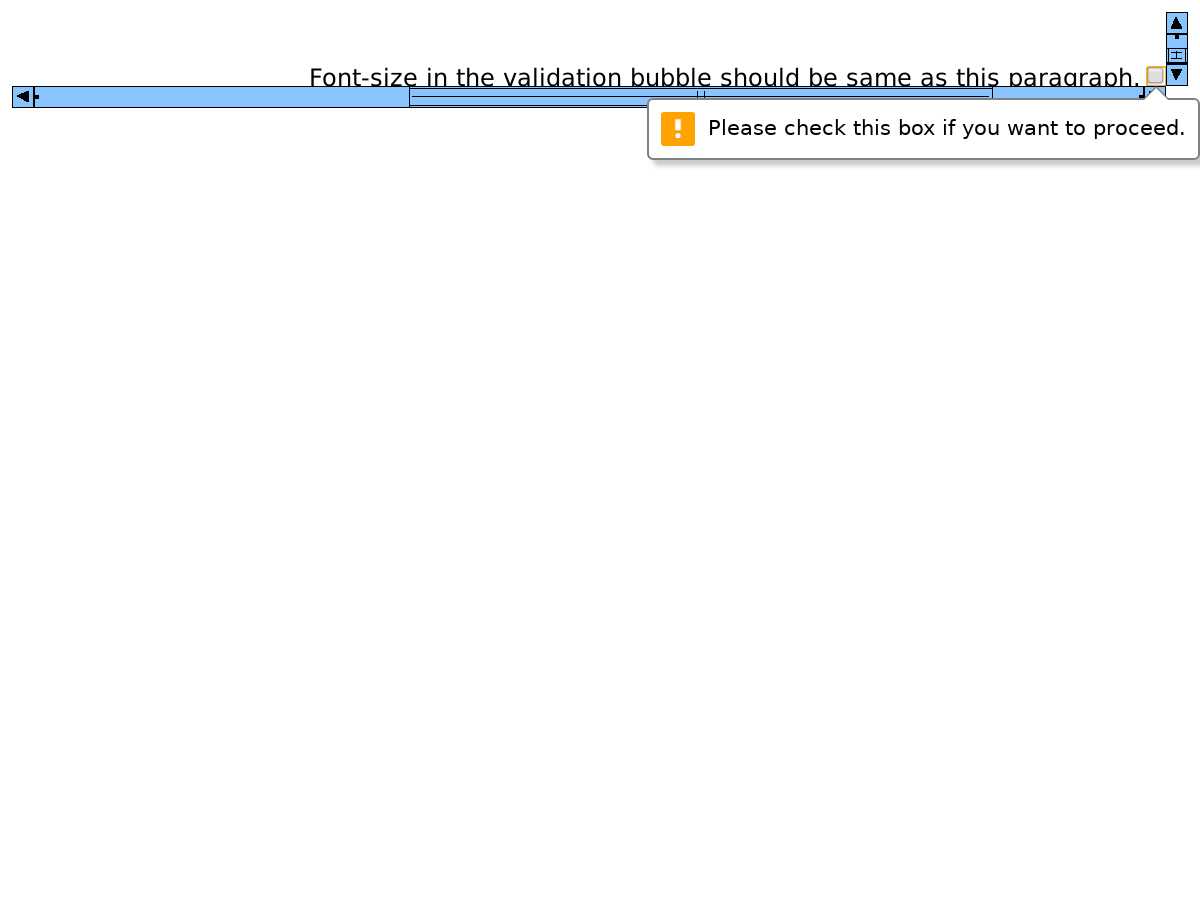 Font-size in the validation bubble should be same as this paragraph.
Please check this box if you want to proceed.